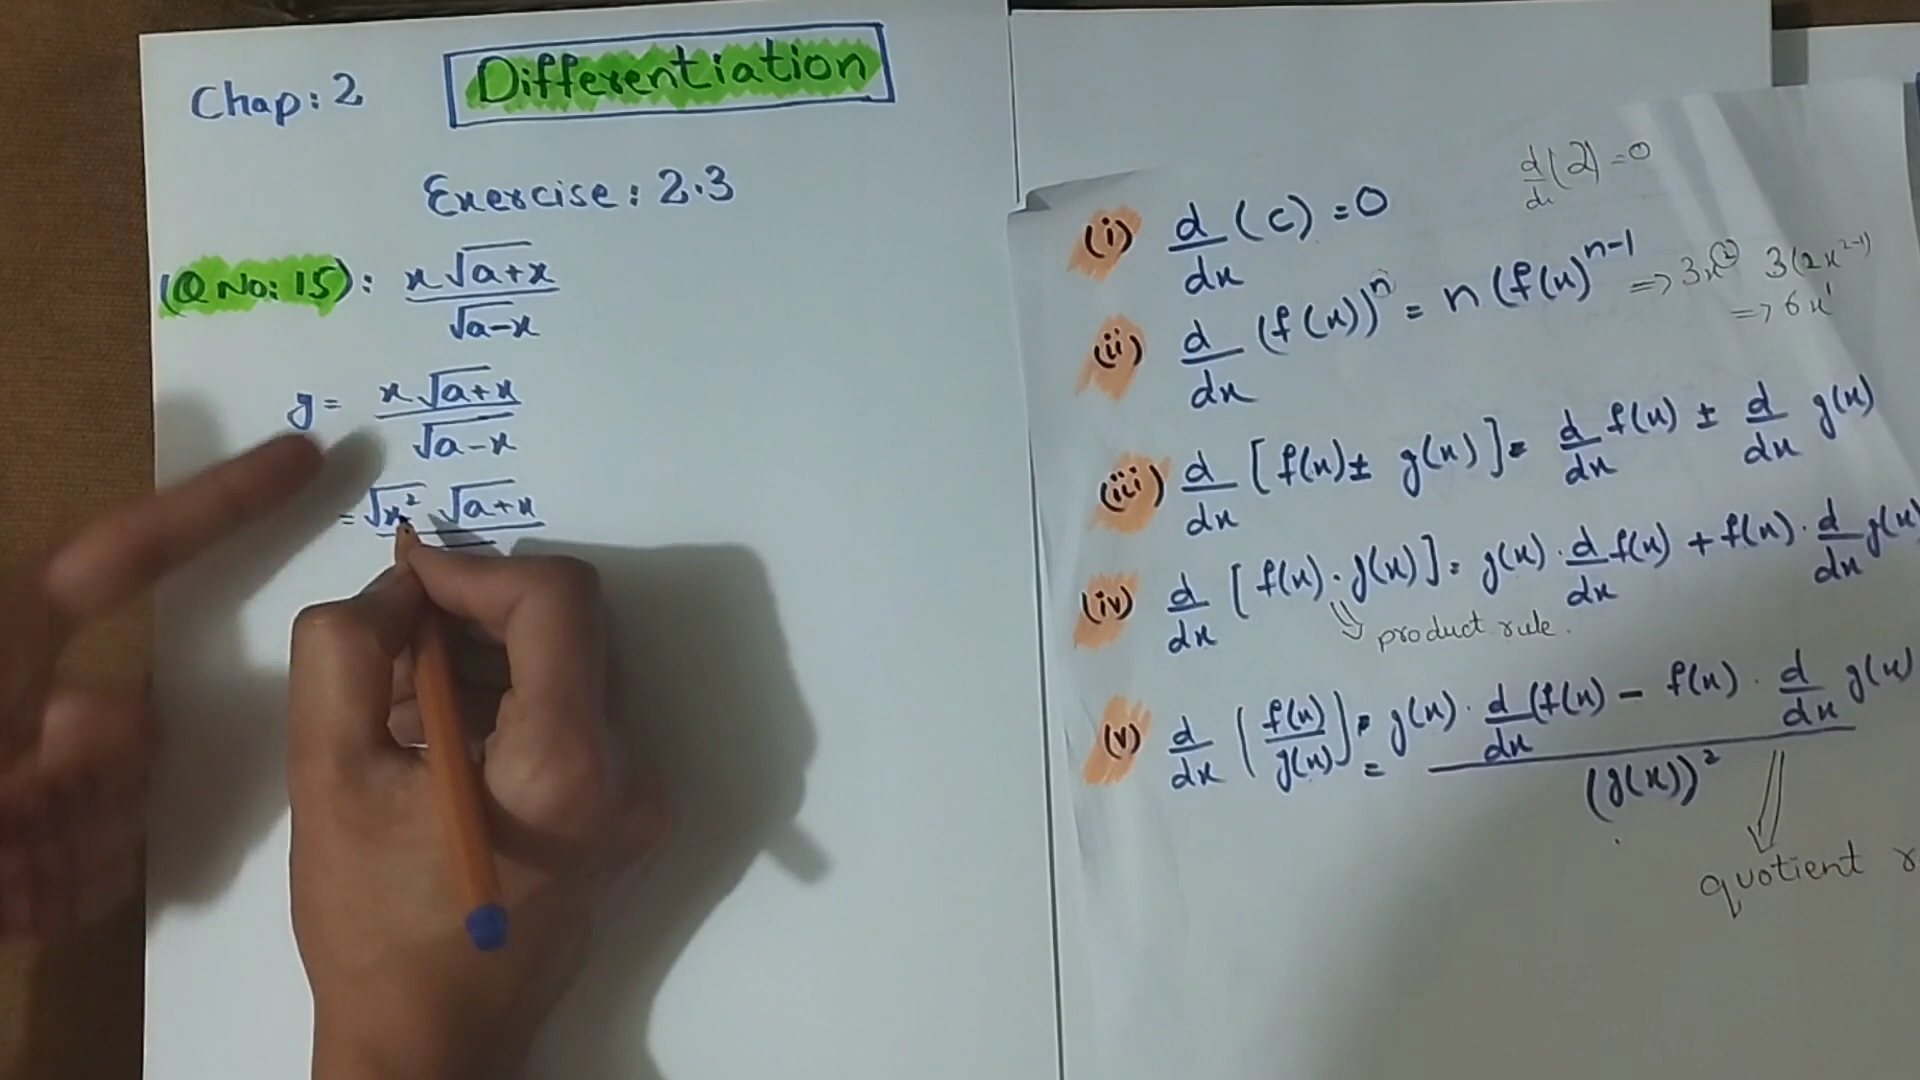 Chap: 2 Differentiation
Exercise: 2.3
(Q No: 15): x√a+x / √a-x
y = x√a+x / √a-x
= √x² √a+x
d/dx (2) = 0
(i) d/dx (c) = 0
(ii) d/dx (f(x))ⁿ = n (f(x)ⁿ⁻¹ => 3x² 3(2x²⁻¹)
=> 6x¹
(iii) d/dx [f(x) ± g(x)] = d/dx f(x) ± d/dx g(x)
(iv) d/dx [f(x) · g(x)] = g(x) · d/dx f(x) + f(x) · d/dx g(x)
product rule.
(v) d/dx (f(x)/g(x)) = g(x) · d/dx (f(x) - f(x) · d/dx g(x) / (g(x))²
quotient